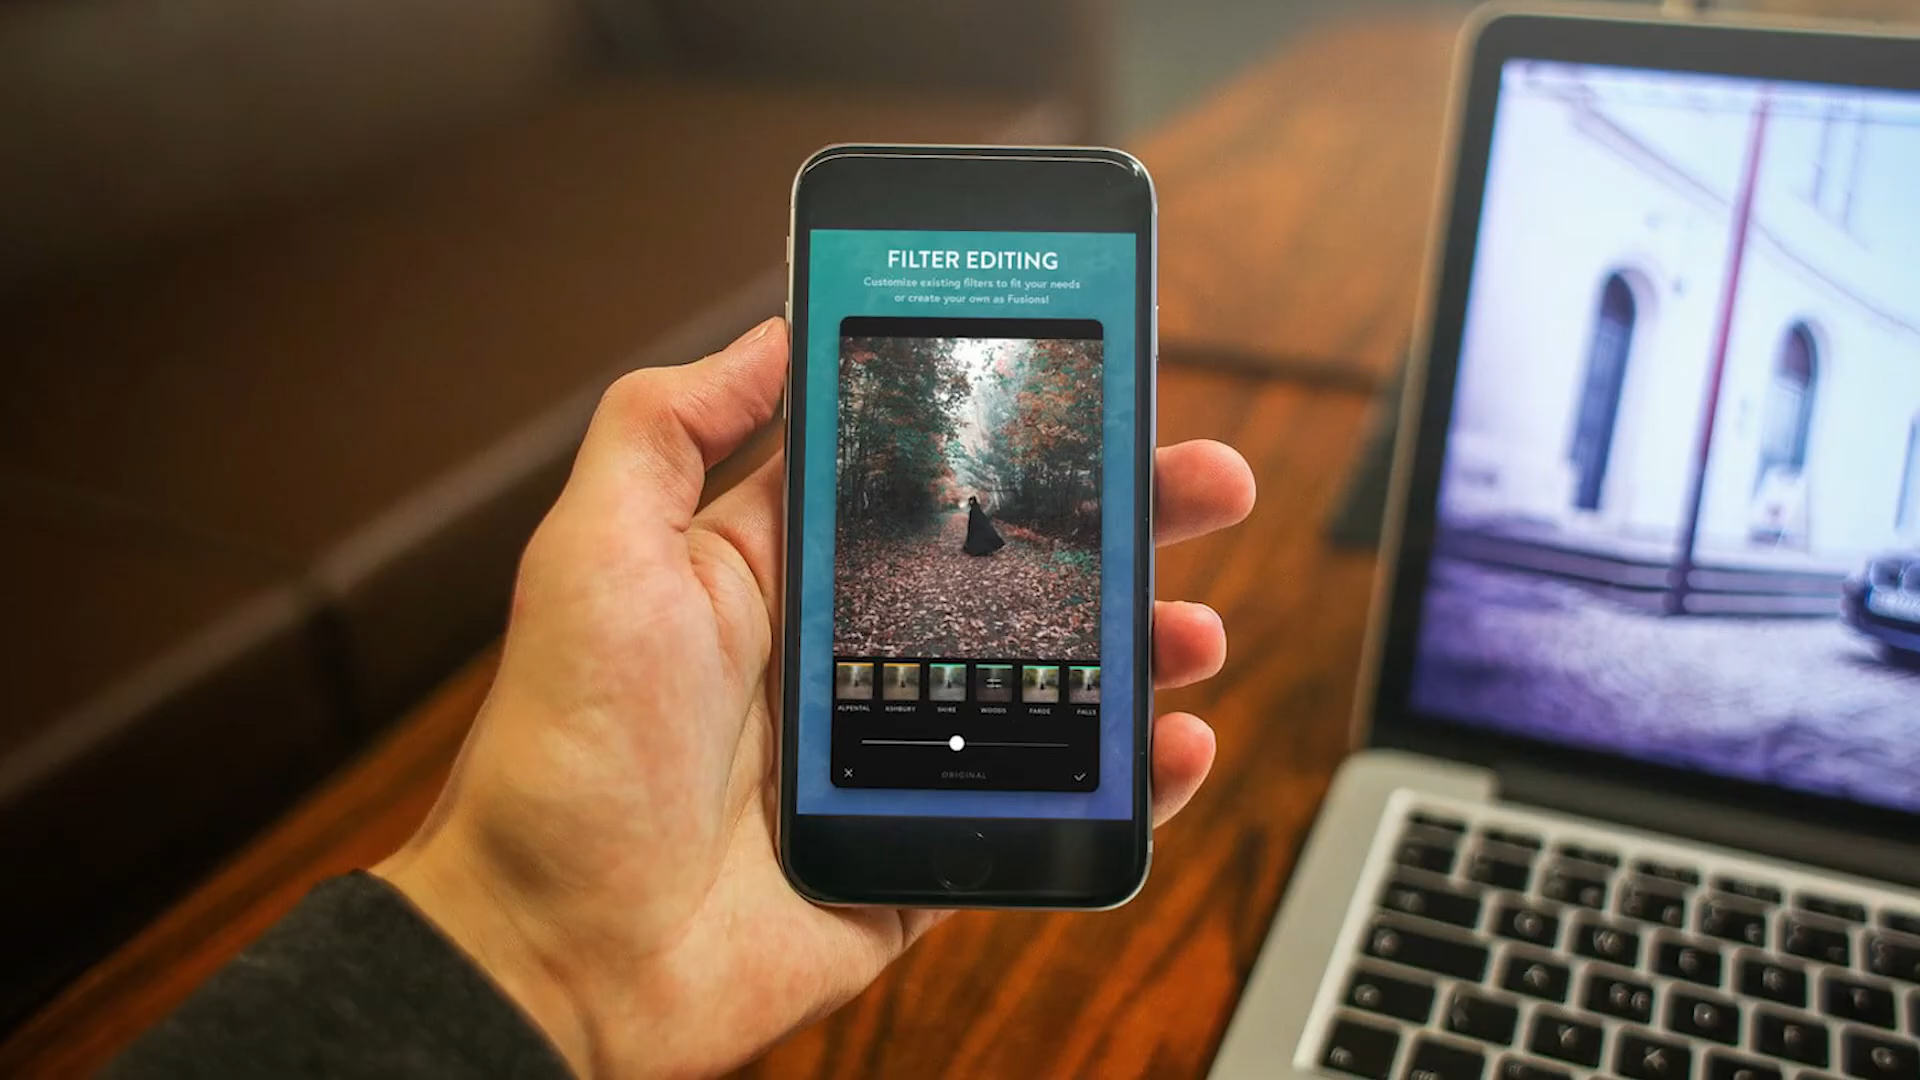 FILTER EDITING
Customize existing filters to fit your needs
or create your own as Fusions!
ALPENTAL ASHBURY SHIRE WOODS FARGE FALLS
ORIGINAL